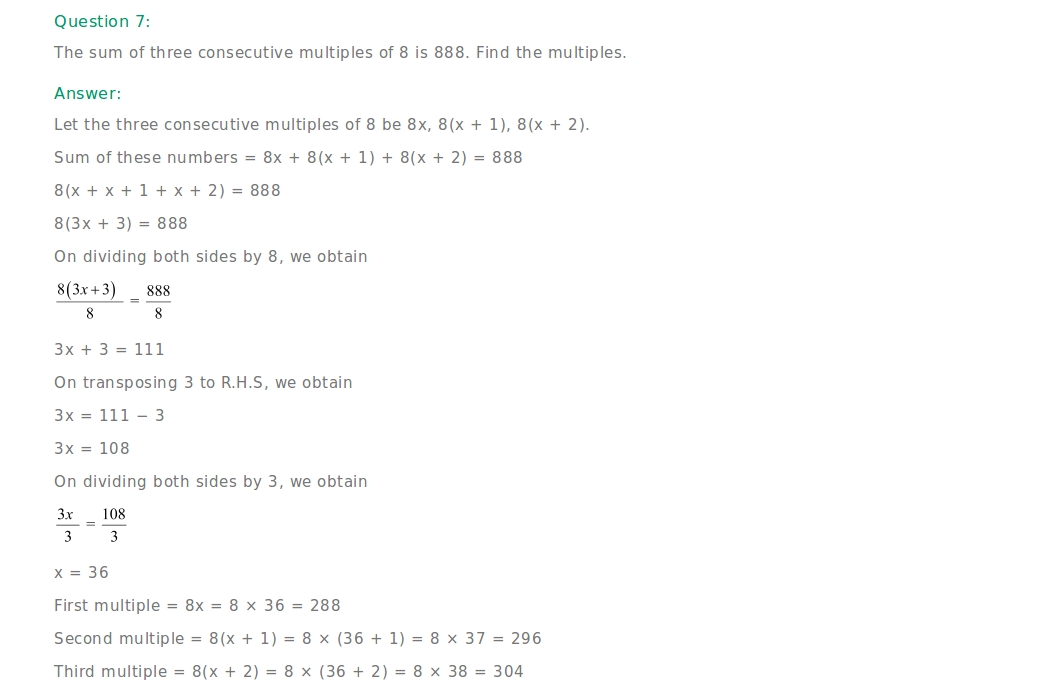 Question 7:
The sum of three consecutive multiples of 8 is 888. Find the multiples.
Answer:
Let the three consecutive multiples of 8 be 8x, 8(x + 1), 8(x + 2).
Sum of these numbers = 8x + 8(x + 1) + 8(x + 2) = 888
8(x + x + 1 + x + 2) = 888
8(3x + 3) = 888
On dividing both sides by 8, we obtain
8(3x+3)/8 = 888/8
3x + 3 = 111
On transposing 3 to R.H.S, we obtain
3x = 111 − 3
3x = 108
On dividing both sides by 3, we obtain
3x/3 = 108/3
x = 36
First multiple = 8x = 8 × 36 = 288
Second multiple = 8(x + 1) = 8 × (36 + 1) = 8 × 37 = 296
Third multiple = 8(x + 2) = 8 × (36 + 2) = 8 × 38 = 304